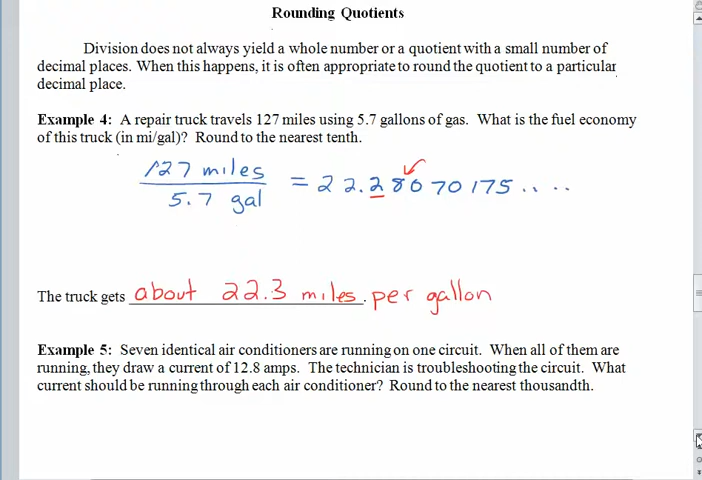 Rounding Quotients
Division does not always yield a whole number or a quotient with a small number of
decimal places. When this happens, it is often appropriate to round the quotient to a particular
decimal place.
Example 4: A repair truck travels 127 miles using 5.7 gallons of gas. What is the fuel economy
of this truck (in mi/gal)? Round to the nearest tenth.
127 miles
5.7 gal
= 22.28070175....
The truck gets about 22.3 miles per gallon
Example 5: Seven identical air conditioners are running on one circuit. When all of them are
running, they draw a current of 12.8 amps. The technician is troubleshooting the circuit. What
current should be running through each air conditioner? Round to the nearest thousandth.